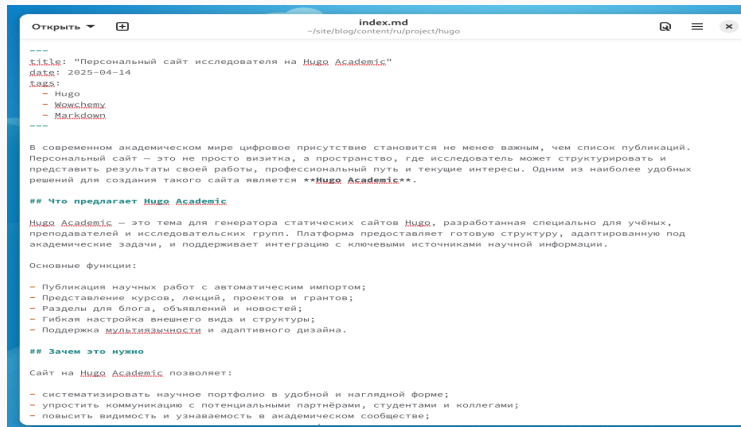 Открыть
index.md
~/site/blog/content/ru/project/hugo
---
title: "Персональный сайт исследователя на Hugo Academic"
date: 2025-04-14
tags:
  - Hugo
  - Wowchemy
  - Markdown
---
В современном академическом мире цифровое присутствие становится не менее важным, чем список публикаций.
Персональный сайт — это не просто визитка, а пространство, где исследователь может структурировать и
представить результаты своей работы, профессиональный путь и текущие интересы. Одним из наиболее удобных
решений для создания такого сайта является **Hugo Academic**.
## Что предлагает Hugo Academic
Hugo Academic — это тема для генератора статических сайтов Hugo, разработанная специально для учёных,
преподавателей и исследовательских групп. Платформа предоставляет готовую структуру, адаптированную под
академические задачи, и поддерживает интеграцию с ключевыми источниками научной информации.
Основные функции:
- Публикация научных работ с автоматическим импортом;
- Представление курсов, лекций, проектов и грантов;
- Разделы для блога, объявлений и новостей;
- Гибкая настройка внешнего вида и структуры;
- Поддержка мультиязычности и адаптивного дизайна.
## Зачем это нужно
Сайт на Hugo Academic позволяет:
- систематизировать научное портфолио в удобной и наглядной форме;
- упростить коммуникацию с потенциальными партнёрами, студентами и коллегами;
- повысить видимость и узнаваемость в академическом сообществе;